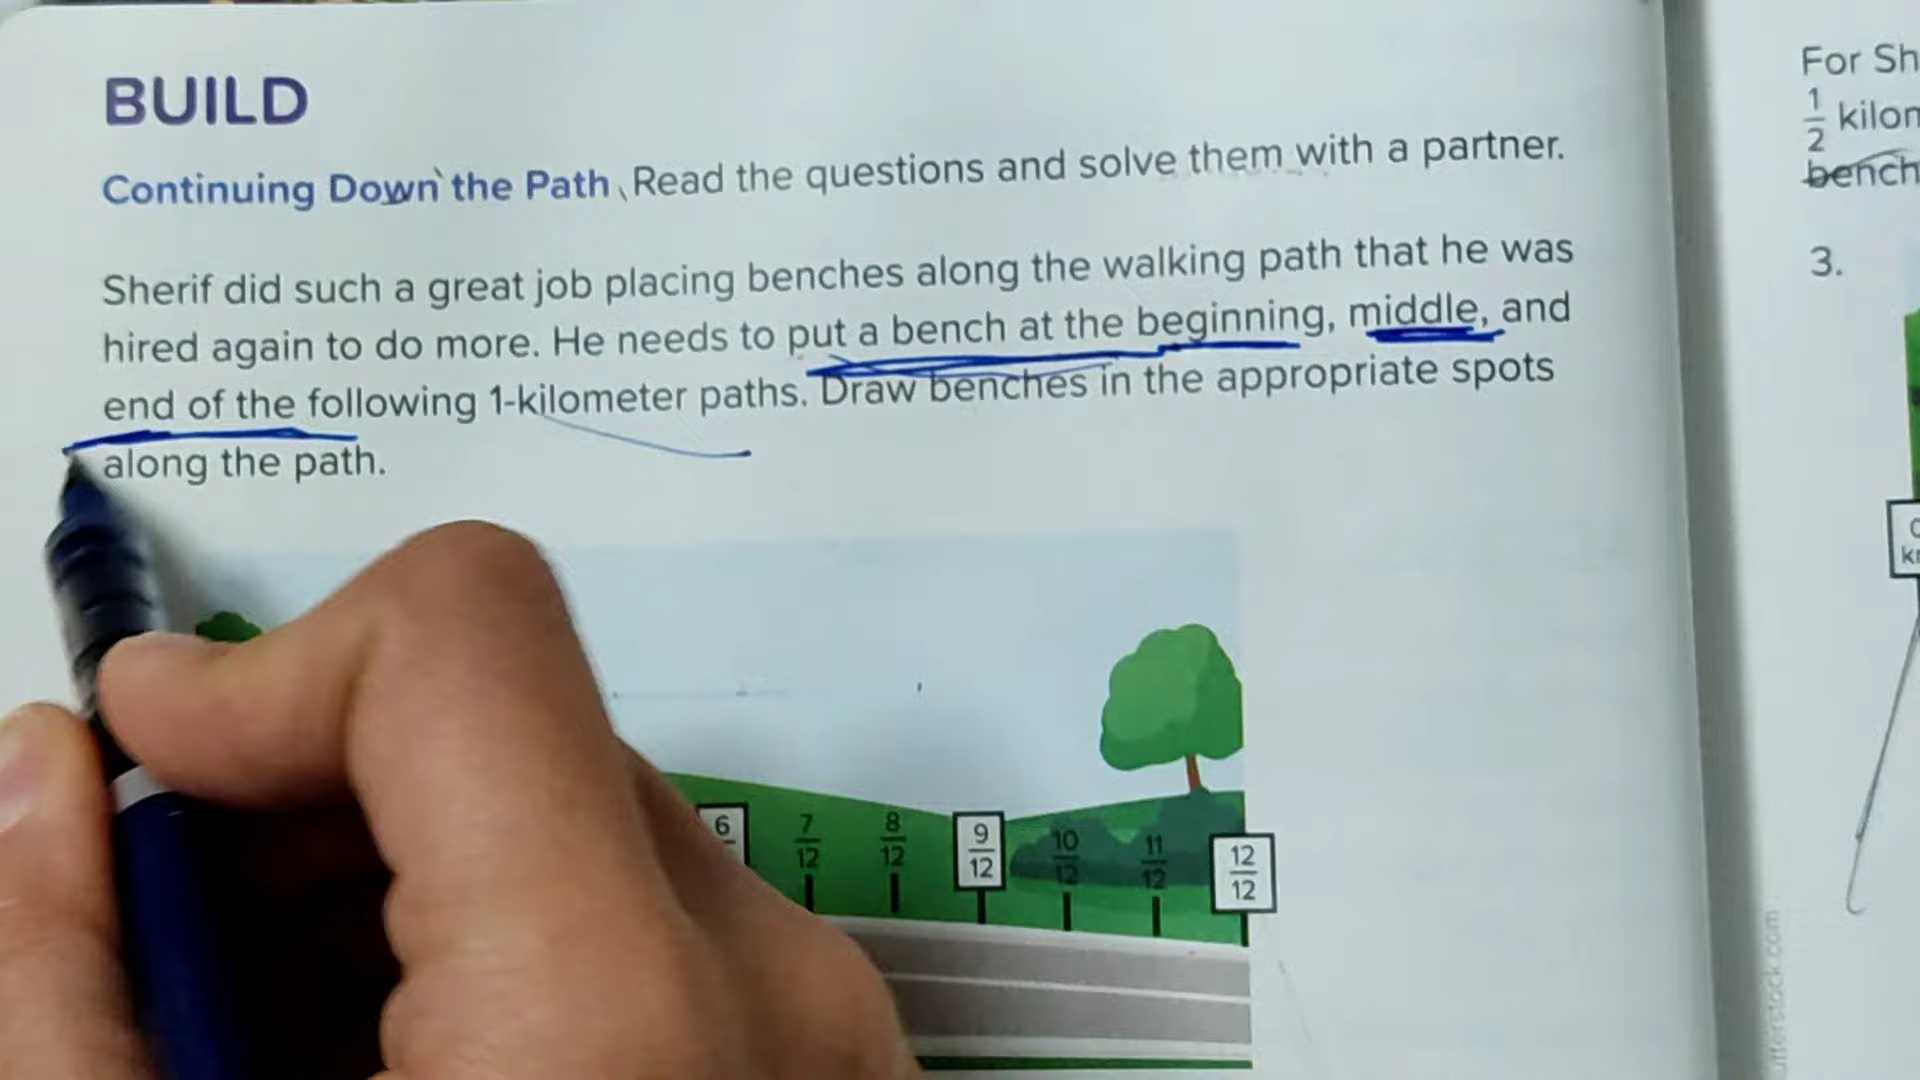 BUILD
Continuing Down the Path Read the questions and solve them with a partner.
Sherif did such a great job placing benches along the walking path that he was
hired again to do more. He needs to put a bench at the beginning, middle, and
end of the following 1-kilometer paths. Draw benches in the appropriate spots
along the path.
6
7/12
8/12
9/12
10/12
11/12
12/12
For Sh
1/2 kilom
bench
3.